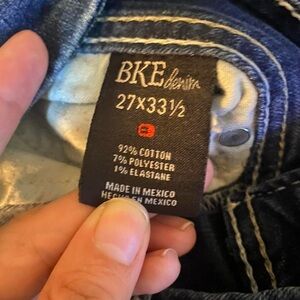 BKE denim
27X33½
92% COTTON
7% POLYESTER
1% ELASTANE
MADE IN MEXICO
HECHO EN MEXICO